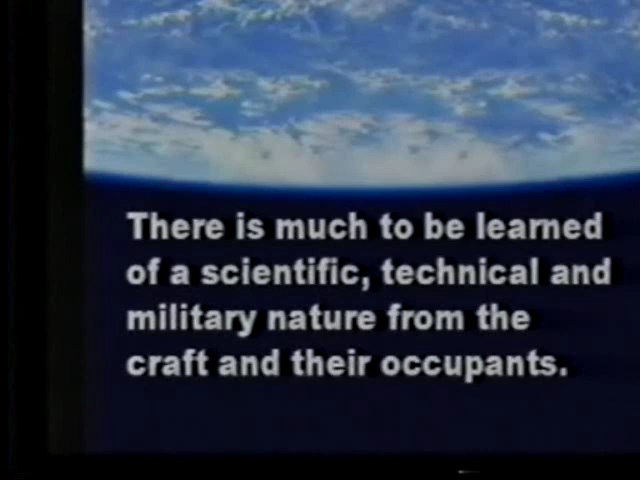 There is much to be learned
of a scientific, technical and
military nature from the
craft and their occupants.